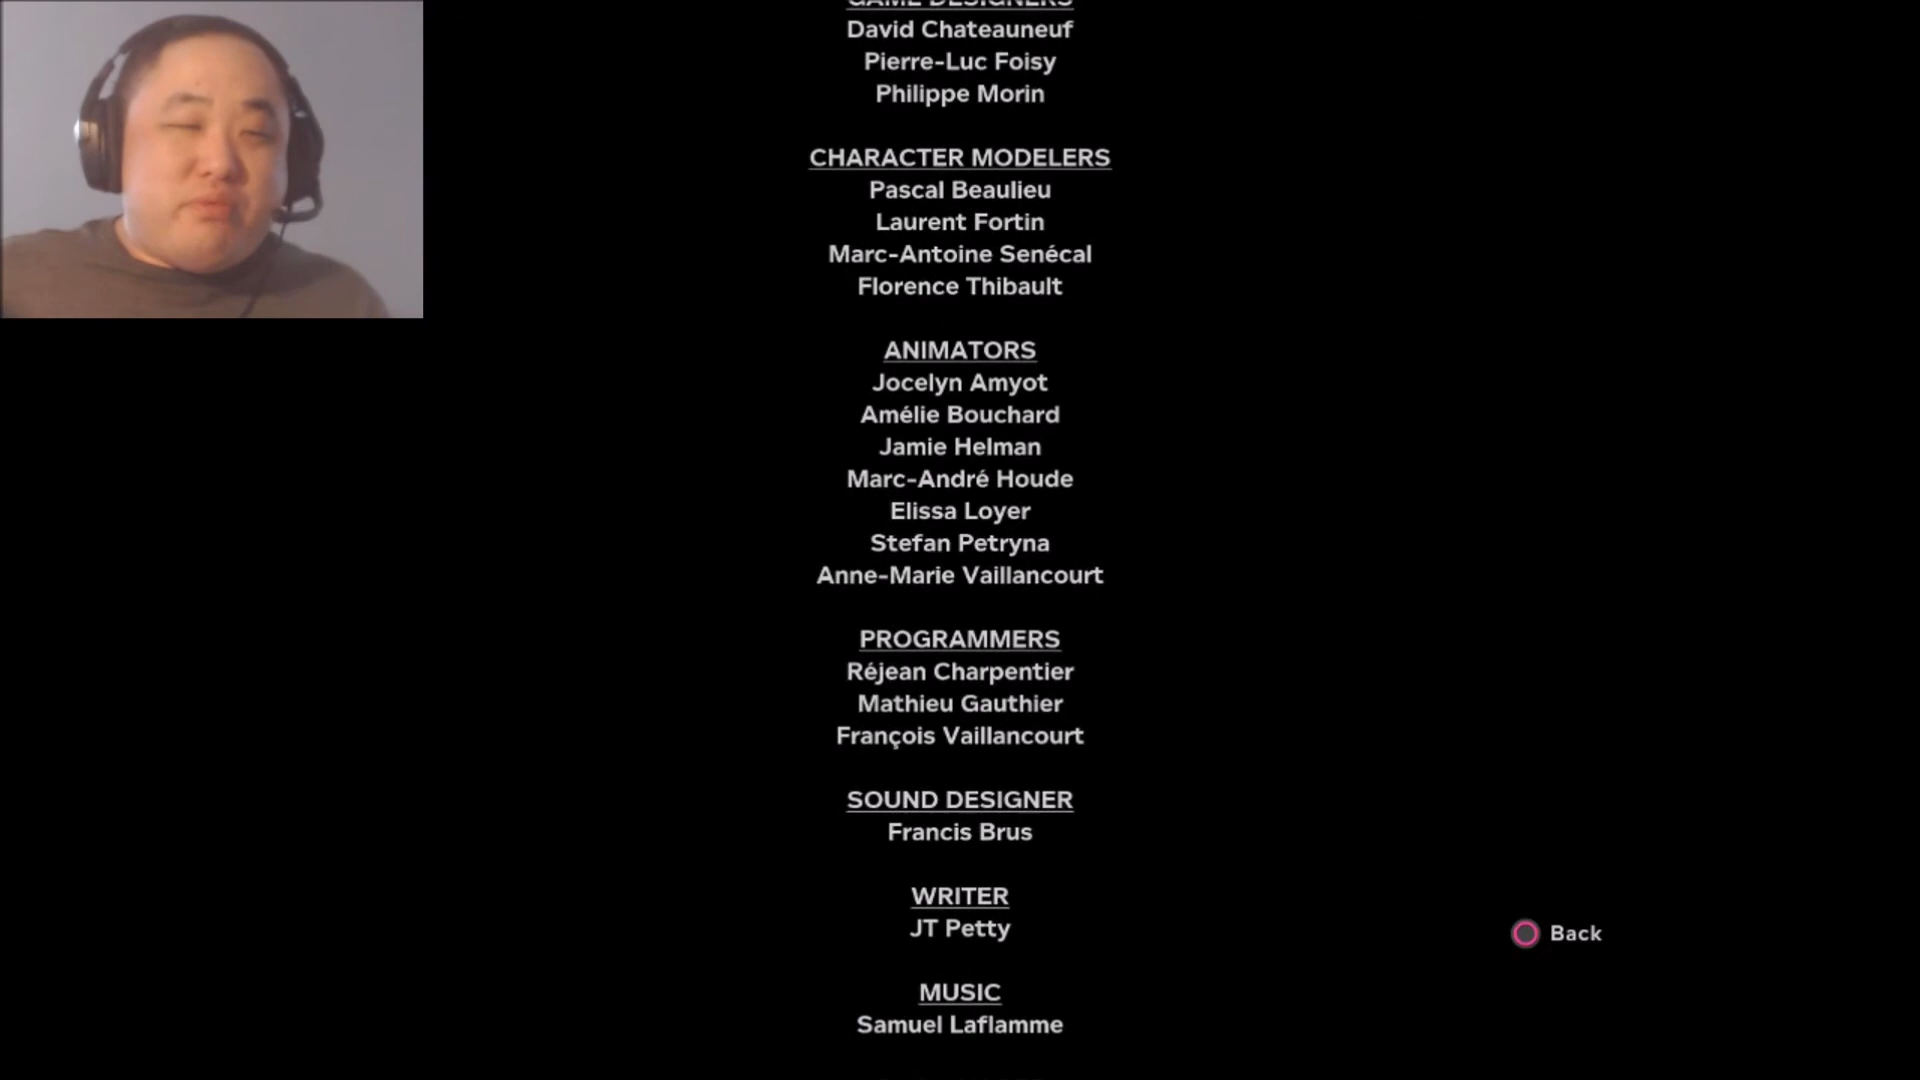 GAME DESIGNERS
David Chateauneuf
Pierre-Luc Foisy
Philippe Morin
CHARACTER MODELERS
Pascal Beaulieu
Laurent Fortin
Marc-Antoine Senécal
Florence Thibault
ANIMATORS
Jocelyn Amyot
Amélie Bouchard
Jamie Helman
Marc-André Houde
Elissa Loyer
Stefan Petryna
Anne-Marie Vaillancourt
PROGRAMMERS
Réjean Charpentier
Mathieu Gauthier
François Vaillancourt
SOUND DESIGNER
Francis Brus
WRITER
JT Petty
Back
MUSIC
Samuel Laflamme